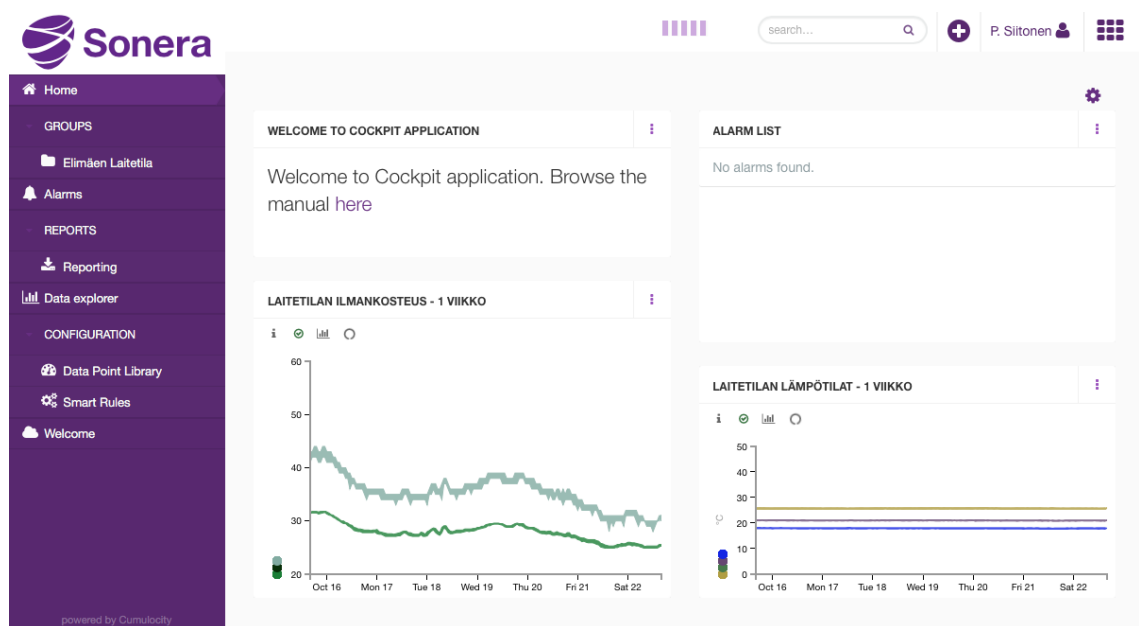 Sonera
search...
P. Siitonen
Home
GROUPS
Elimäen Laitetila
Alarms
REPORTS
Reporting
Data explorer
CONFIGURATION
Data Point Library
Smart Rules
Welcome
powered by Cumulocity
WELCOME TO COCKPIT APPLICATION
Welcome to Cockpit application. Browse the
manual here
ALARM LIST
No alarms found.
LAITETILAN ILMANKOSTEUS - 1 VIIKKO
60
50
40
30
20
Oct 16 Mon 17 Tue 18 Wed 19 Thu 20 Fri 21 Sat 22
LAITETILAN LÄMPÖTILAT - 1 VIIKKO
50
40
30
°C
20
10
0
Oct 16 Mon 17 Tue 18 Wed 19 Thu 20 Fri 21 Sat 22